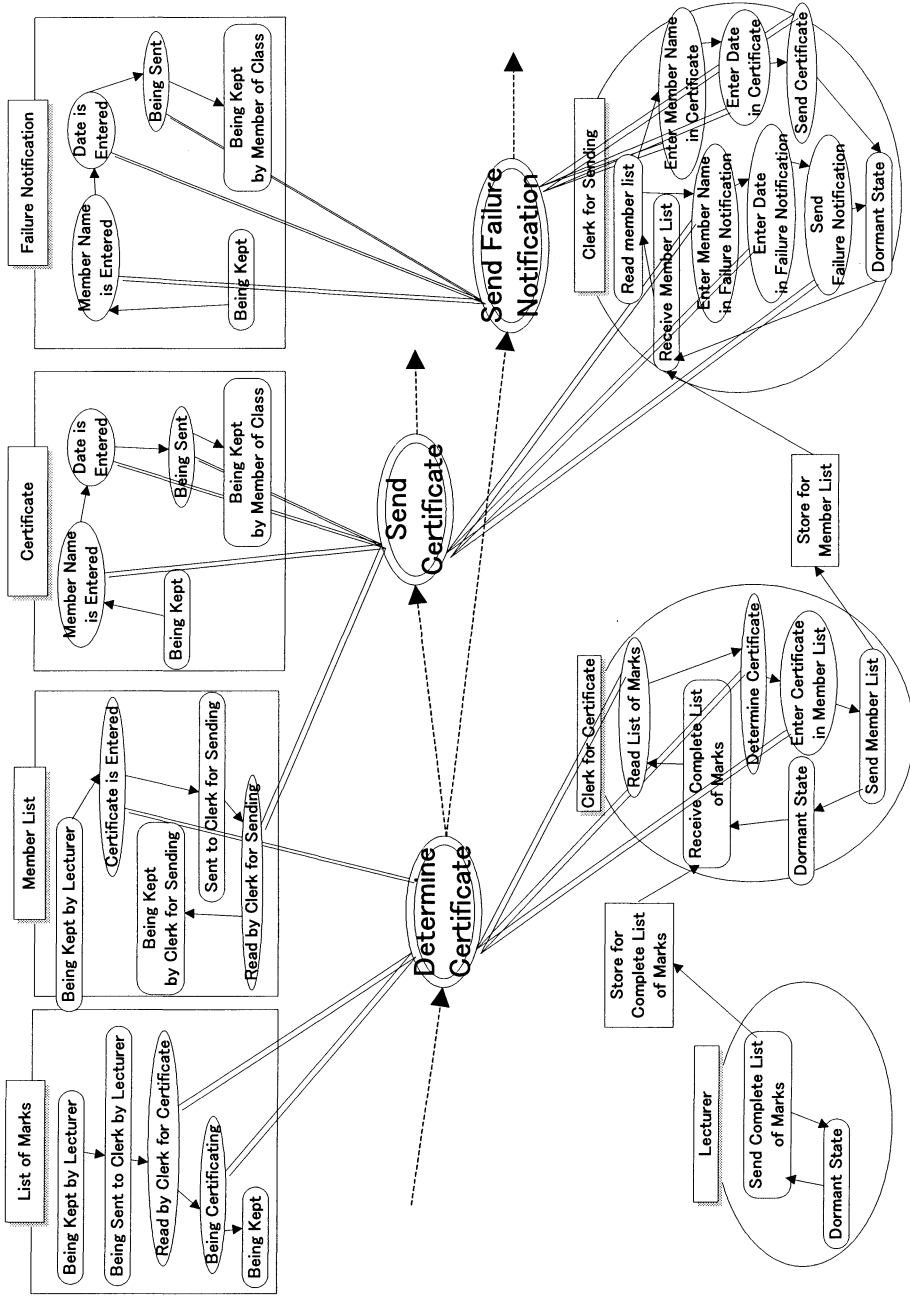 List of Marks
Being Kept by Lecturer
Being Sent to Clerk by Lecturer
Read by Clerk for Certificate
Being Certificating
Being Kept
Member List
Being Kept by Lecturer
Certificate is Entered
Being Kept
by Clerk for Sending
Sent to Clerk for Sending
Read by Clerk for Sending
Certificate
Member Name
is Entered
Date is
Entered
Being Kept
Being Sent
Being Kept
by Member of Class
Failure Notification
Member Name
is Entered
Date is
Entered
Being Sent
Being Kept
Being Kept
by Member of Class
Determine
Certificate
Send
Certificate
Send Failure
Notification
Lecturer
Send Complete List
of Marks
Dormant State
Store for
Complete List
of Marks
Clerk for Certificate
Read List of Marks
Receive Complete List
of Marks
Determine Certificate
Enter Certificate
in Member List
Dormant State
Send Member List
Store for
Member List
Clerk for Sending
Read member list
Receive Member List
Enter Member Name
in Certificate
Enter Date
in Certificate
Send Certificate
Enter Member Name
in Failure Notification
Enter Date
in Failure Notification
Send
Failure Notification
Dormant State